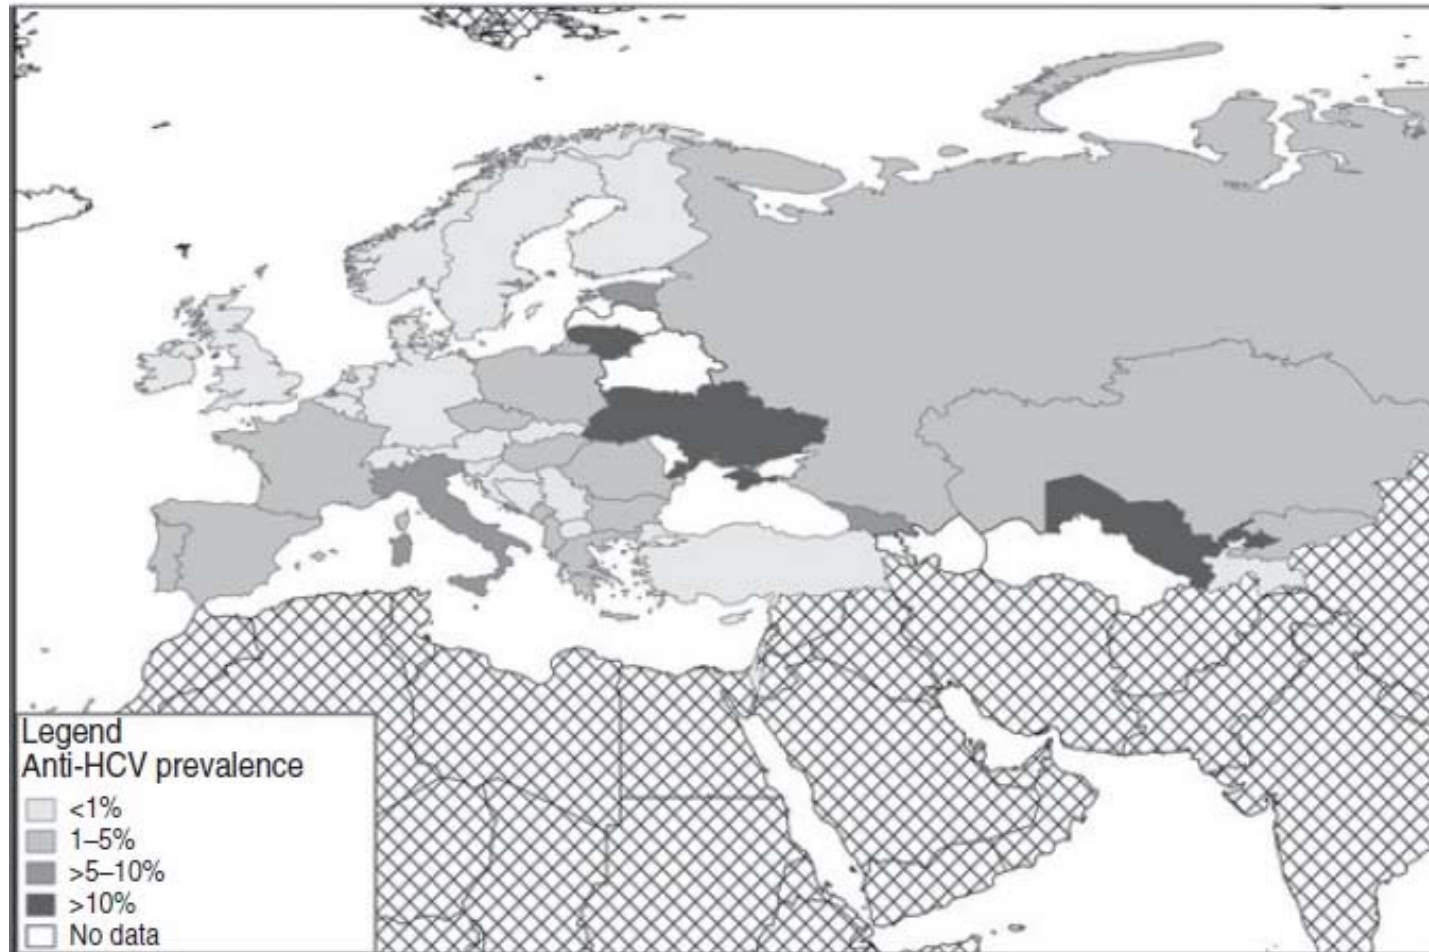 Legend
Anti-HCV prevalence
<1%
1–5%
>5–10%
>10%
No data